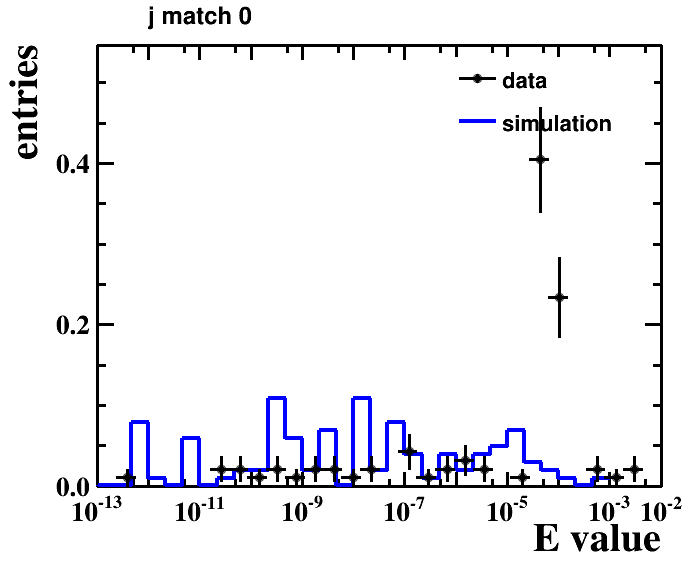 j match 0
entries
data
simulation
0.4
0.2
0.0
10^-13 10^-11 10^-9 10^-7 10^-5 10^-3 10^-2
E value